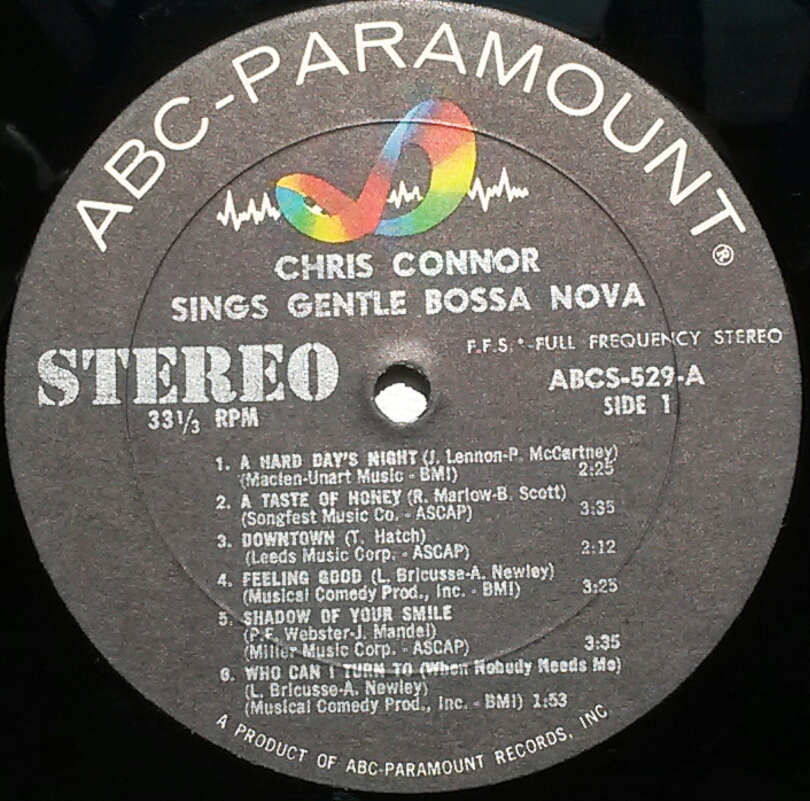 ABC-PARAMOUNT®
CHRIS CONNOR
SINGS GENTLE BOSSA NOVA
F.F.S.*-FULL FREQUENCY STEREO
STEREO
33⅓ RPM
ABCS-529-A
SIDE 1
1. A HARD DAY'S NIGHT (J. Lennon-P. McCartney)
(Maclen-Unart Music - BMI) 2:25
2. A TASTE OF HONEY (R. Marlow-B. Scott)
(Songfest Music Co. - ASCAP) 3:35
3. DOWNTOWN (T. Hatch)
(Leeds Music Corp. - ASCAP) 2:12
4. FEELING GOOD (L. Bricusse-A. Newley)
(Musical Comedy Prod., Inc. - BMI) 3:25
5. SHADOW OF YOUR SMILE
(P.F. Webster-J. Mandel)
(Miller Music Corp. - ASCAP) 3:35
6. WHO CAN I TURN TO (When Nobody Needs Me)
(L. Bricusse-A. Newley)
(Musical Comedy Prod., Inc. - BMI) 1:53
A PRODUCT OF ABC-PARAMOUNT RECORDS, INC